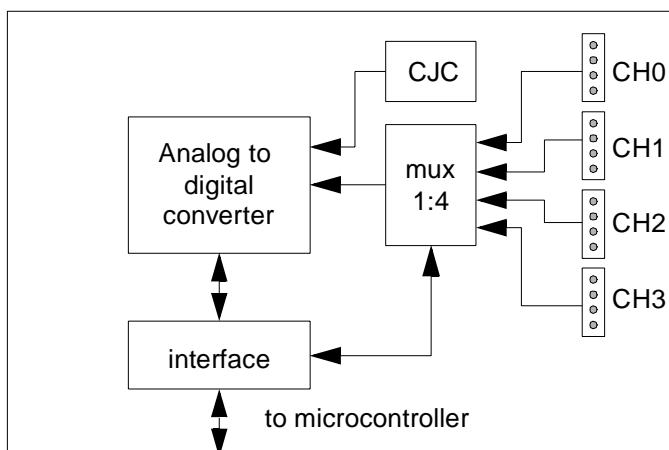 CJC
CH0
Analog to
digital
converter
mux
1:4
CH1
CH2
CH3
interface
to microcontroller